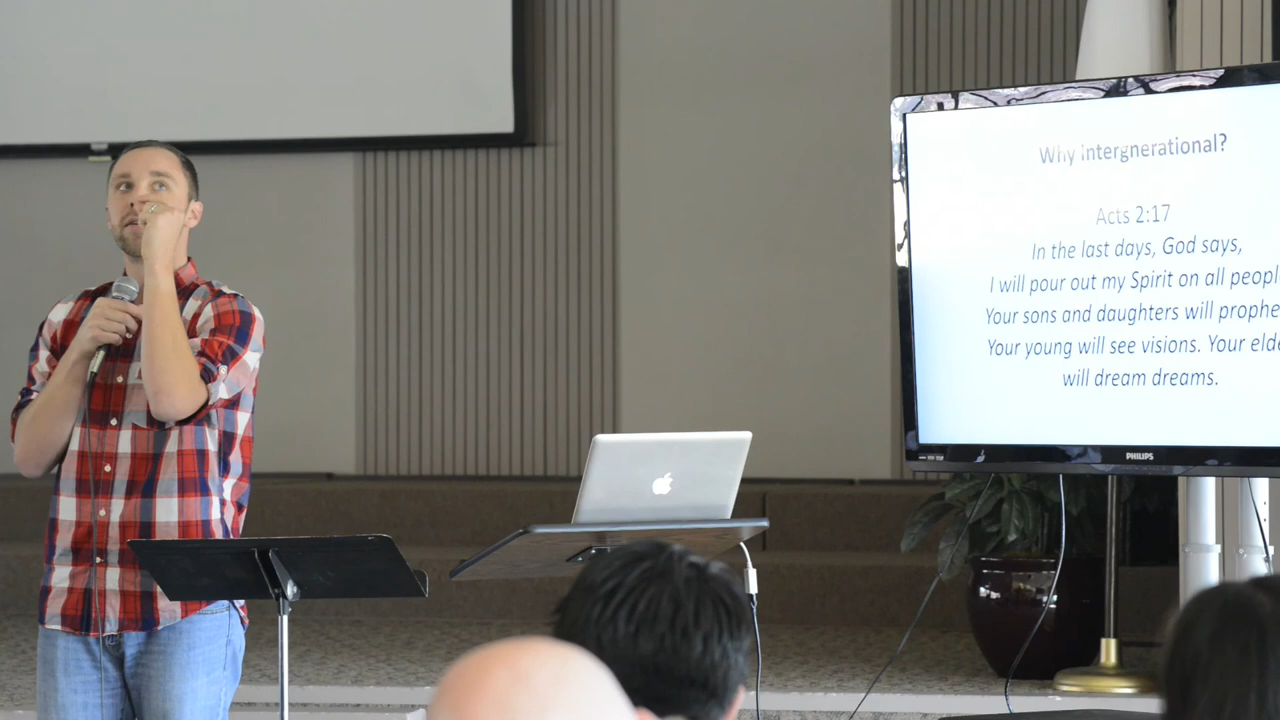 Why Intergnerational?
Acts 2:17
In the last days, God says,
I will pour out my Spirit on all peopl
Your sons and daughters will prophe
Your young will see visions. Your elde
will dream dreams.
PHILIPS